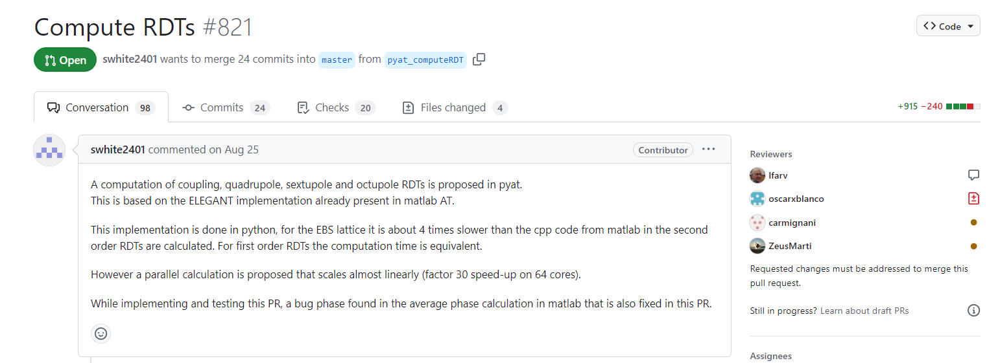 Compute RDTs #821
Code
Open
swhite2401 wants to merge 24 commits into master from pyat_computeRDT
Conversation 98
Commits 24
Checks 20
Files changed 4
+915 −240
swhite2401 commented on Aug 25
Contributor
A computation of coupling, quadrupole, sextupole and octupole RDTs is proposed in pyat.
This is based on the ELEGANT implementation already present in matlab AT.
This implementation is done in python, for the EBS lattice it is about 4 times slower than the cpp code from matlab in the second
order RDTs are calculated. For first order RDTs the computation time is equivalent.
However a parallel calculation is proposed that scales almost linearly (factor 30 speed-up on 64 cores).
While implementing and testing this PR, a bug phase found in the average phase calculation in matlab that is also fixed in this PR.
Reviewers
lfarv
oscarxblanco
carmignani
ZeusMarti
Requested changes must be addressed to merge this
pull request.
Still in progress? Learn about draft PRs
Assignees